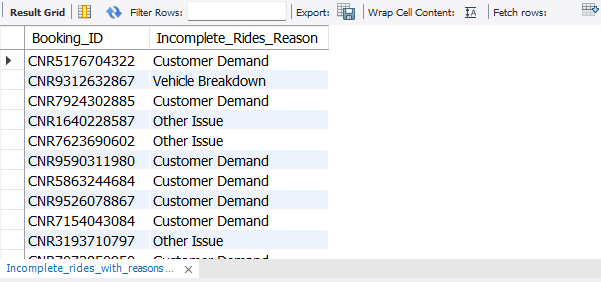 Result Grid Filter Rows: Export: Wrap Cell Content: Fetch rows:
Booking_ID Incomplete_Rides_Reason
CNR5176704322 Customer Demand
CNR9312632867 Vehicle Breakdown
CNR7924302885 Customer Demand
CNR1640228587 Other Issue
CNR7623690602 Other Issue
CNR9590311980 Customer Demand
CNR5863244684 Customer Demand
CNR9526078867 Customer Demand
CNR7154043084 Customer Demand
CNR3193710797 Other Issue
Customer Demand
Incomplete_rides_with_reasons...